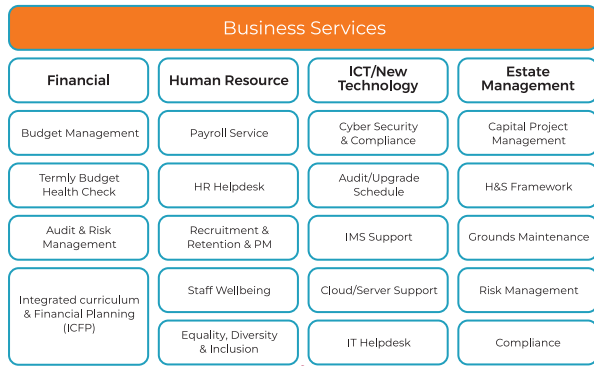 Business Services
Financial
Human Resource
ICT/New
Technology
Estate
Management
Budget Management
Payroll Service
Cyber Security
& Compliance
Capital Project
Management
Termly Budget
Health Check
HR Helpdesk
Audit/Upgrade
Schedule
H&S Framework
Audit & Risk
Management
Recruitment &
Retention & PM
IMS Support
Grounds Maintenance
Integrated curriculum
& Financial Planning
(ICFP)
Staff Wellbeing
Cloud/Server Support
Risk Management
Equality, Diversity
& Inclusion
IT Helpdesk
Compliance